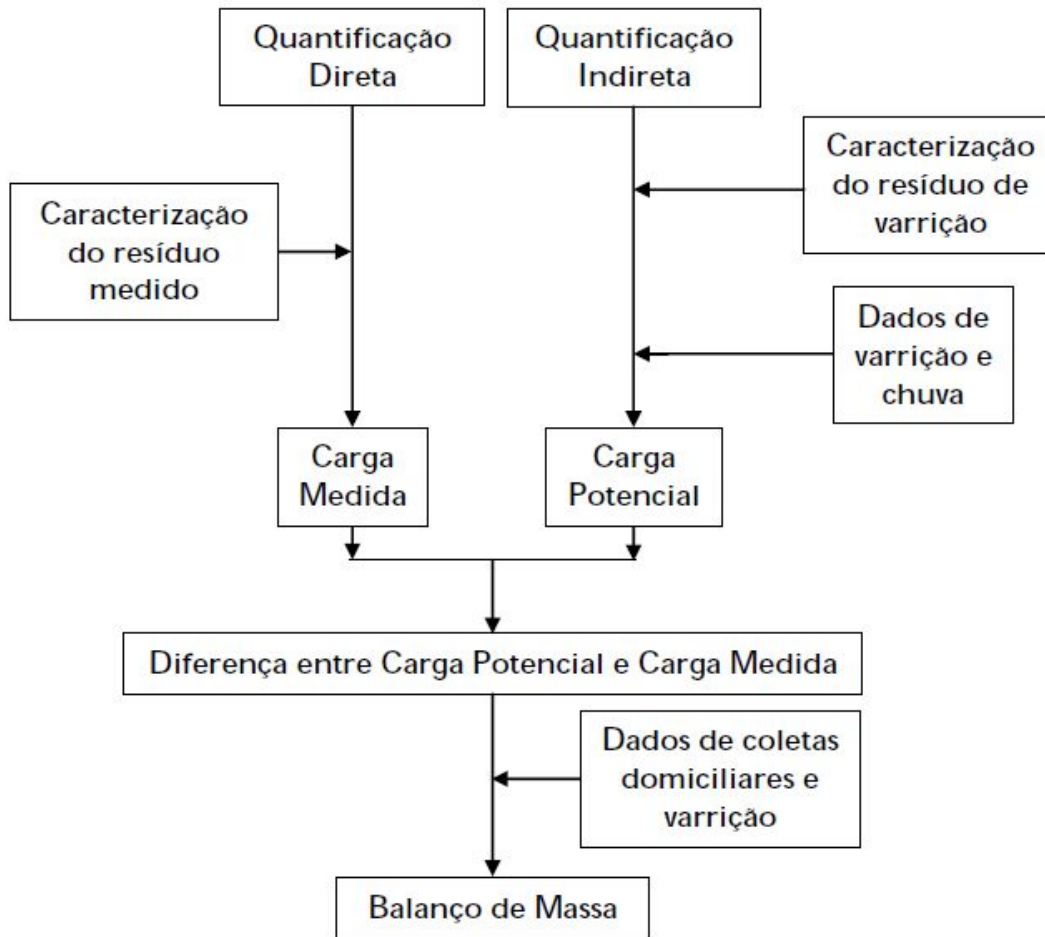 Quantificação
Direta
Quantificação
Indireta
Caracterização
do resíduo de
varrição
Caracterização
do resíduo
medido
Dados de
varrição e
chuva
Carga
Medida
Carga
Potencial
Diferença entre Carga Potencial e Carga Medida
Dados de coletas
domiciliares e
varrição
Balanço de Massa